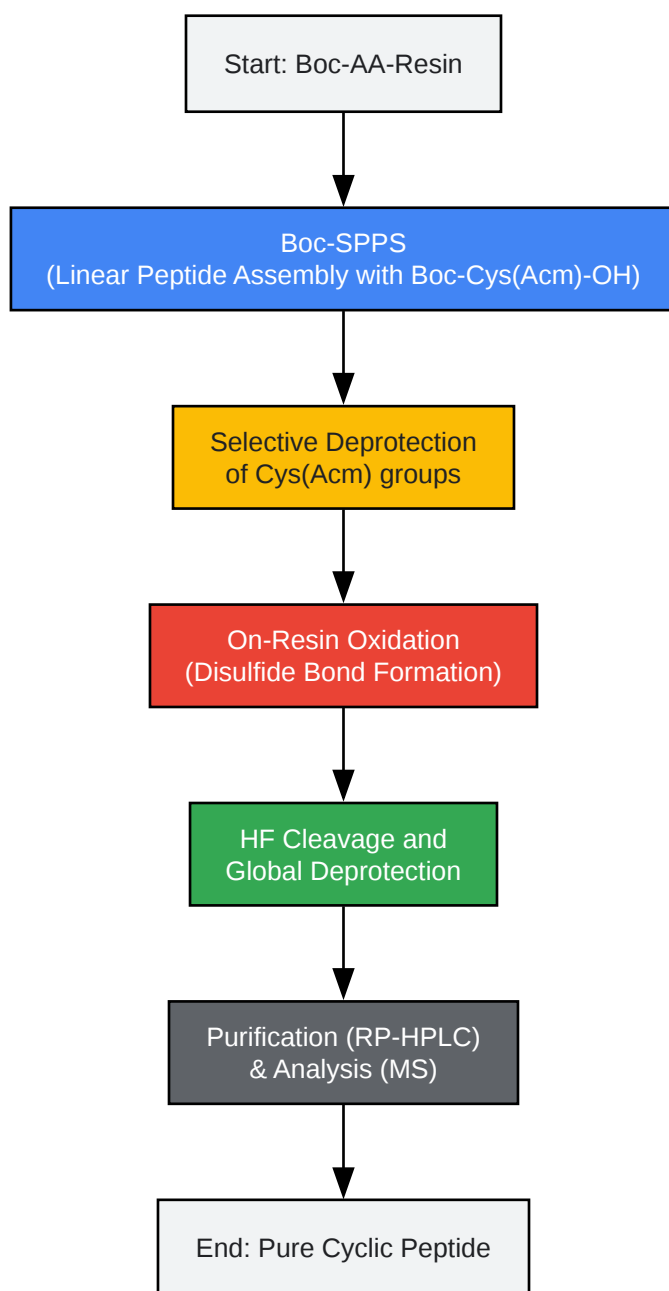 Start: Boc-AA-Resin
Boc-SPPS
(Linear Peptide Assembly with Boc-Cys(Acm)-OH)
Selective Deprotection
of Cys(Acm) groups
On-Resin Oxidation
(Disulfide Bond Formation)
HF Cleavage and
Global Deprotection
Purification (RP-HPLC)
& Analysis (MS)
End: Pure Cyclic Peptide